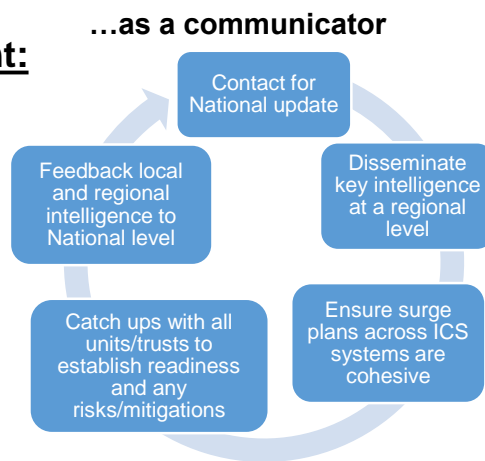 …as a communicator
nt:
Contact for
National update
Disseminate
key intelligence
at a regional
level
Ensure surge
plans across ICS
systems are
cohesive
Catch ups with all
units/trusts to
establish readiness
and any
risks/mitigations
Feedback local
and regional
intelligence to
National level